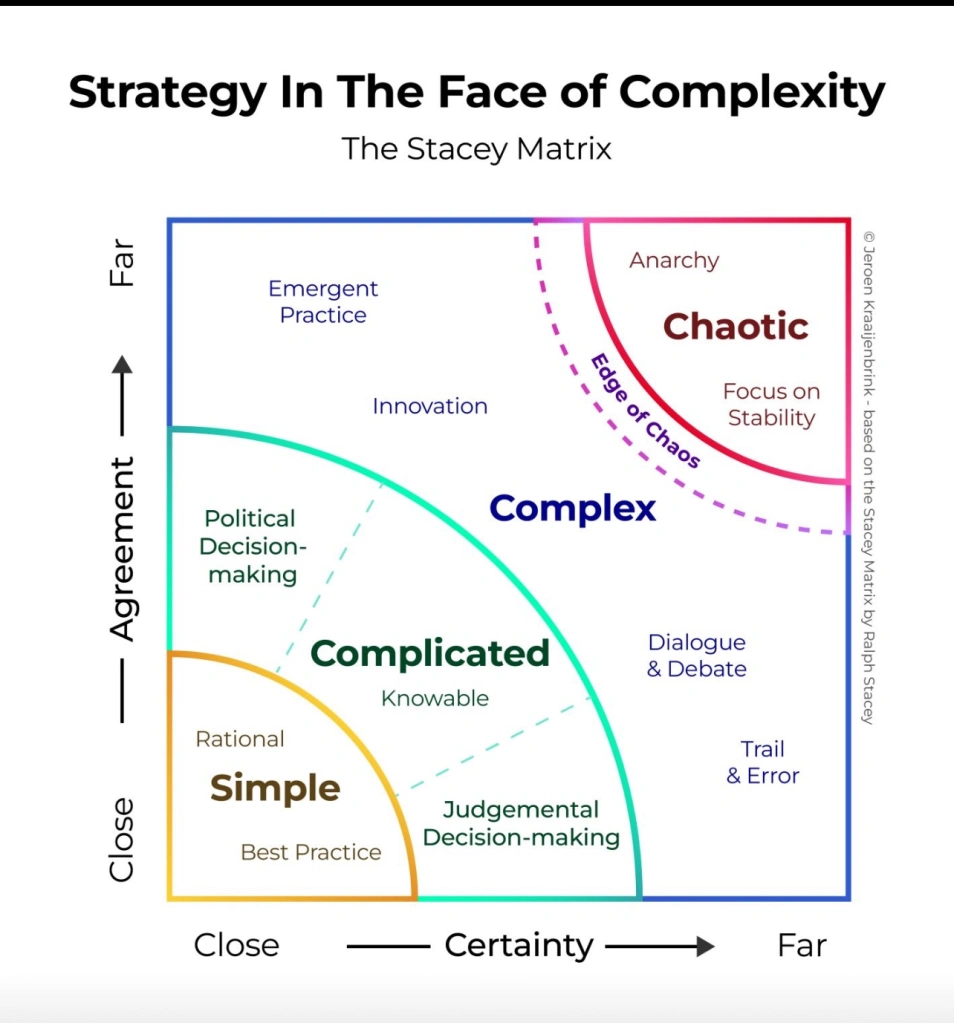 Strategy In The Face of Complexity
The Stacey Matrix
Far
Agreement
Close
Emergent
Practice
Innovation
Anarchy
Chaotic
Focus on
Stability
Edge of Chaos
Complex
Political
Decision-
making
Complicated
Knowable
Dialogue
& Debate
Trail
& Error
Rational
Simple
Best Practice
Judgemental
Decision-making
Close
Certainty
Far
© Jeroen Kraaijenbrink - based on the Stacey Matrix by Ralph Stacey